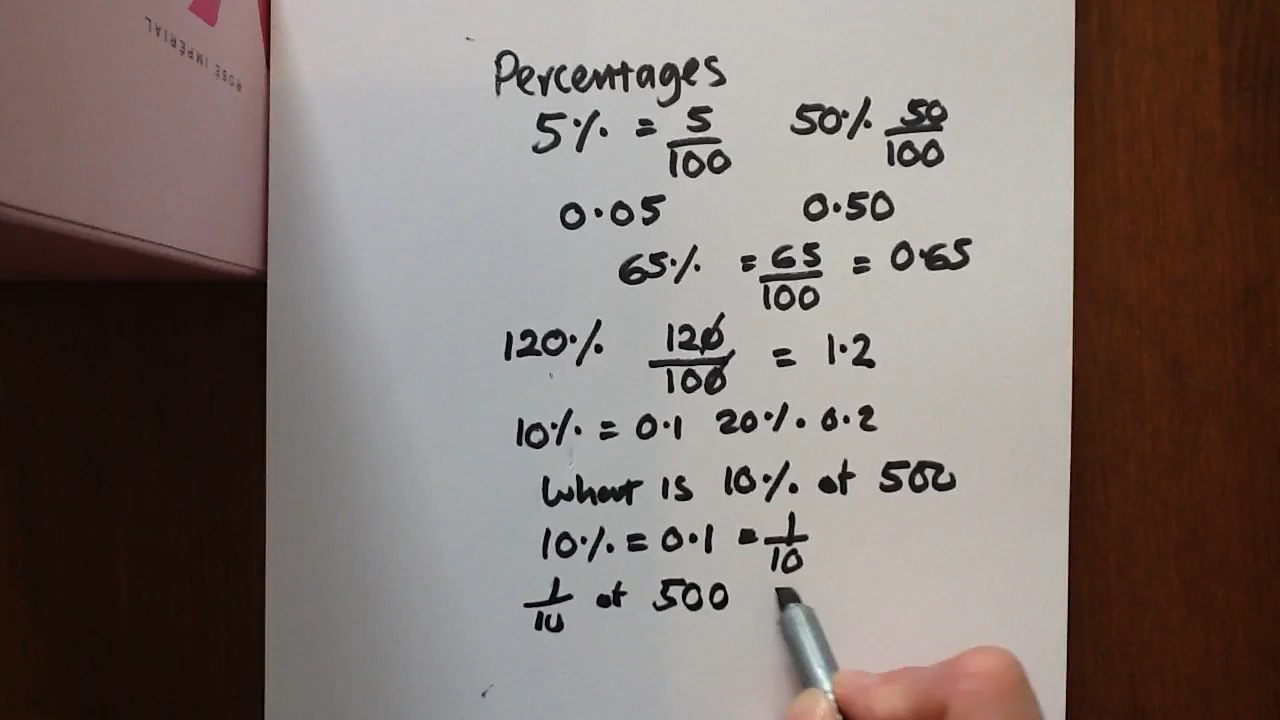 ROSÉ IMPÉRIAL
Percentages
5% = 5/100 50% 50/100
0.05 0.50
65% = 65/100 = 0.65
120% 120/100 = 1.2
10% = 0.1 20% 0.2
What is 10% of 500
10% = 0.1 = 1/10
1/10 of 500